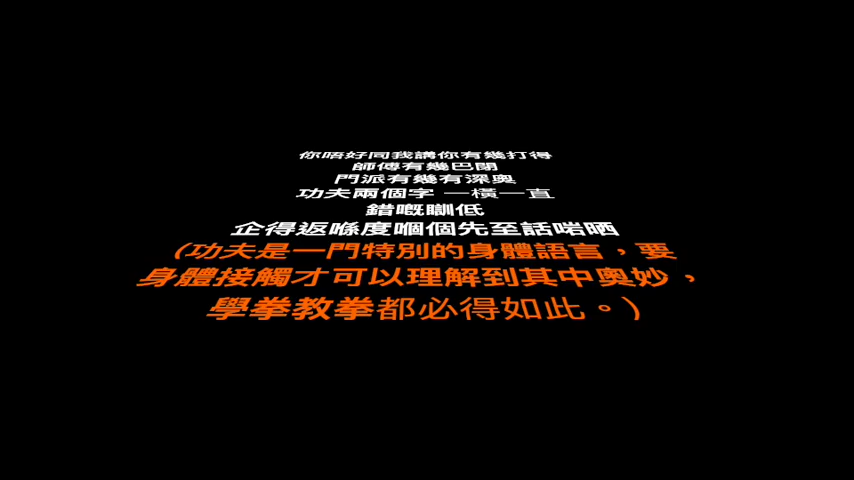 你唔好同我講你有幾打得
師傅有幾巴閉
門派有幾有深奧
功夫兩個字 一橫一直
錯嘅瞓低
企得返喺度嗰個先至話啱晒
(功夫是一門特別的身體語言，要
身體接觸才可以理解到其中奧妙，
學拳教拳都必得如此。)